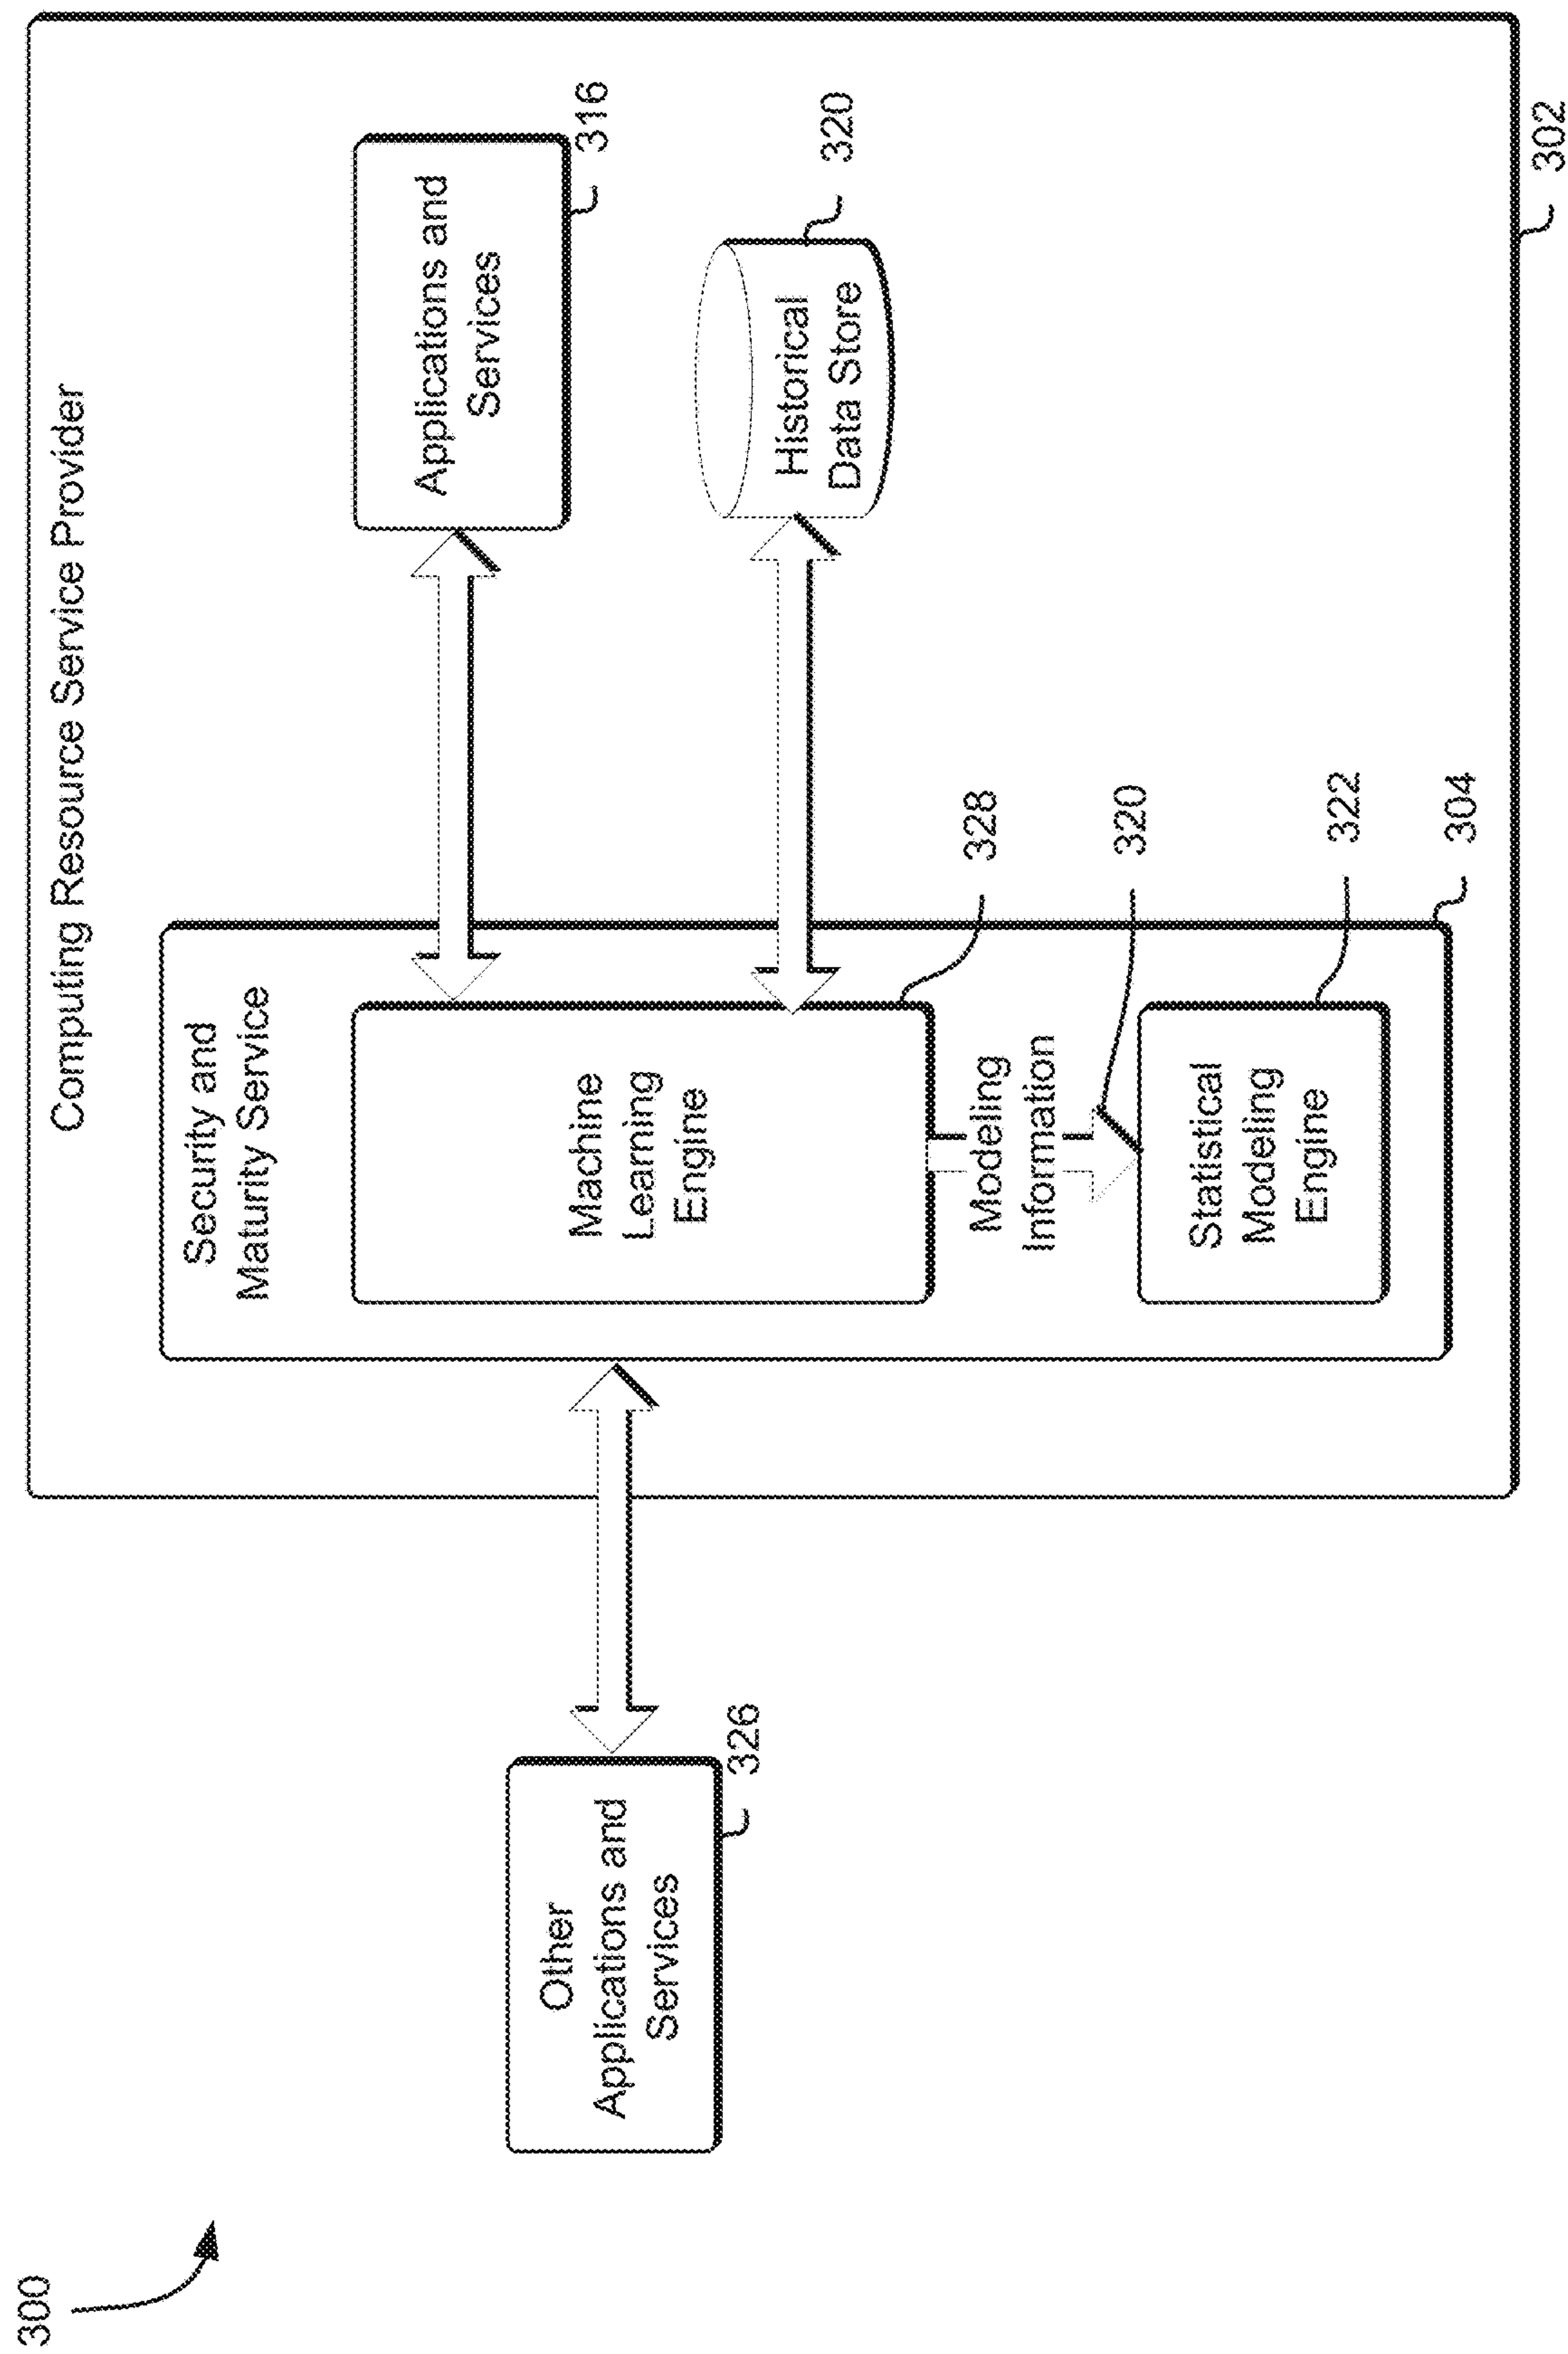 300
Computing Resource Service Provider
Security and
Maturity Service
Applications and
Services
316
Other
Applications and
Services
326
Machine
Learning
Engine
Historical
Data Store
320
328
Modeling
Information
320
Statistical
Modeling
Engine
322
304
302